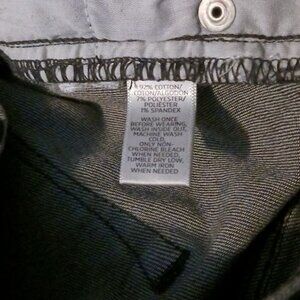 92% COTTON/
COTON/ALGODON
7% POLYESTER/
POLIESTER
1% SPANDEX
WASH ONCE
BEFORE WEARING,
WASH INSIDE OUT,
MACHINE WASH
COLD,
ONLY NON-
CHLORINE BLEACH
WHEN NEEDED,
TUMBLE DRY LOW,
WARM IRON
WHEN NEEDED